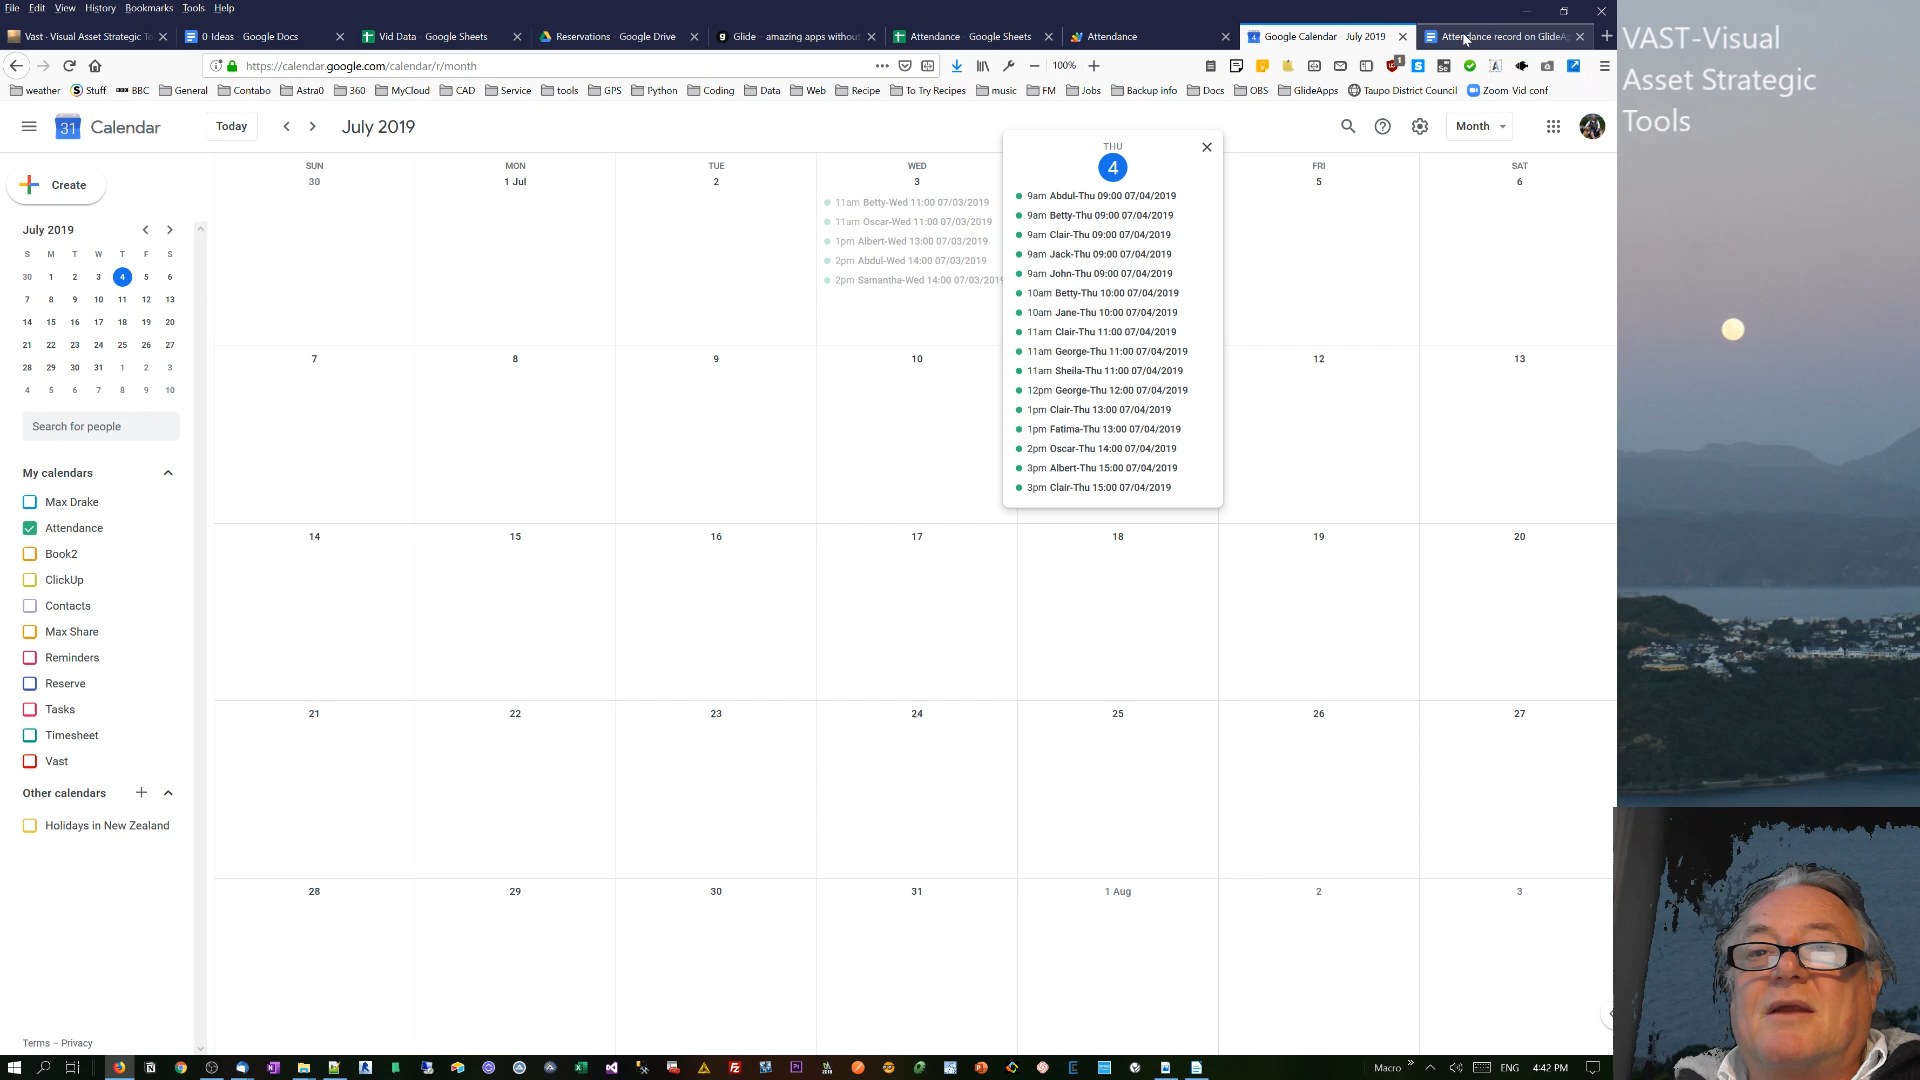 File Edit View History Bookmarks Tools Help
Vast - Visual Asset Strategic To
0 Ideas - Google Docs
Vid Data - Google Sheets
Reservations - Google Drive
Glide – amazing apps without
Attendance - Google Sheets
Attendance
Google Calendar - July 2019
Attendance record on GlideAp
https://calendar.google.com/calendar/r/month
100%
weather Stuff BBC General Contabo Astra0 360 MyCloud CAD Service tools GPS Python Coding Data Web Recipe To Try Recipes music FM Jobs Backup info Docs OBS GlideApps Taupo District Council Zoom Vid conf
31 Calendar Today July 2019 Month
VAST-Visual
Asset Strategic
Tools
Create
July 2019
S M T W T F S
30 1 2 3 4 5 6
7 8 9 10 11 12 13
14 15 16 17 18 19 20
21 22 23 24 25 26 27
28 29 30 31 1 2 3
4 5 6 7 8 9 10
Search for people
My calendars
Max Drake
Attendance
Book2
ClickUp
Contacts
Max Share
Reminders
Reserve
Tasks
Timesheet
Vast
Other calendars
Holidays in New Zealand
Terms – Privacy
SUN MON TUE WED FRI SAT
30 1 Jul 2 3 5 6
11am Betty-Wed 11:00 07/03/2019
11am Oscar-Wed 11:00 07/03/2019
1pm Albert-Wed 13:00 07/03/2019
2pm Abdul-Wed 14:00 07/03/2019
2pm Samantha-Wed 14:00 07/03/2019
THU
4
9am Abdul-Thu 09:00 07/04/2019
9am Betty-Thu 09:00 07/04/2019
9am Clair-Thu 09:00 07/04/2019
9am Jack-Thu 09:00 07/04/2019
9am John-Thu 09:00 07/04/2019
10am Betty-Thu 10:00 07/04/2019
10am Jane-Thu 10:00 07/04/2019
11am Clair-Thu 11:00 07/04/2019
11am George-Thu 11:00 07/04/2019
11am Sheila-Thu 11:00 07/04/2019
12pm George-Thu 12:00 07/04/2019
1pm Clair-Thu 13:00 07/04/2019
1pm Fatima-Thu 13:00 07/04/2019
2pm Oscar-Thu 14:00 07/04/2019
3pm Albert-Thu 15:00 07/04/2019
3pm Clair-Thu 15:00 07/04/2019
7 8 9 10 12 13
14 15 16 17 18 19 20
21 22 23 24 25 26 27
28 29 30 31 1 Aug 2 3
Macro ENG 4:42 PM